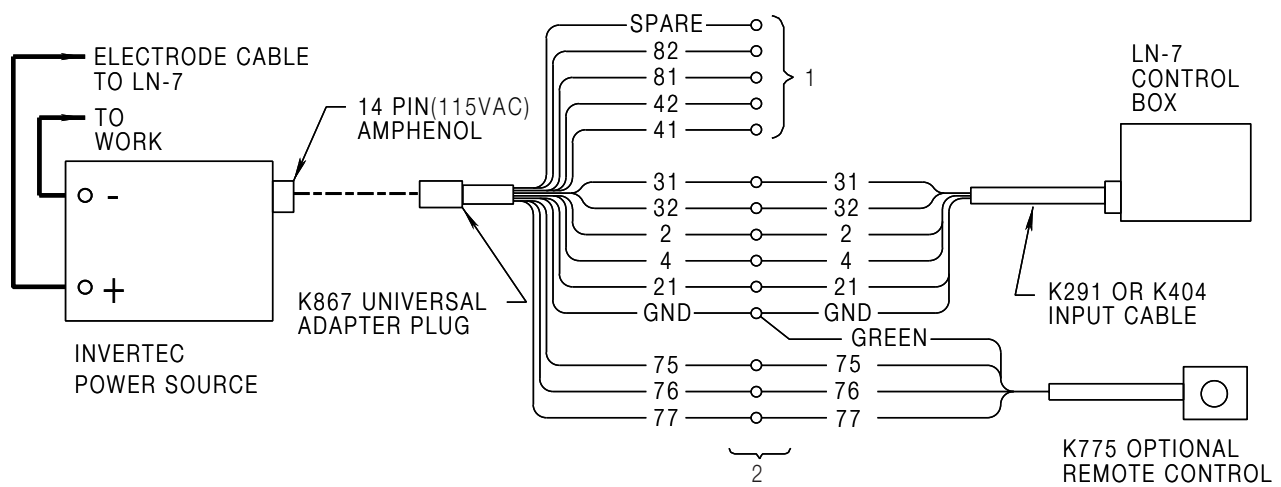 ELECTRODE CABLE
TO LN-7
TO
WORK
14 PIN(115VAC)
AMPHENOL
-
+
INVERTEC
POWER SOURCE
K867 UNIVERSAL
ADAPTER PLUG
SPARE
82
81
42
41
1
31 31
32 32
2 2
4 4
21 21
GND GND
GREEN
75 75
76 76
77 77
2
LN-7
CONTROL
BOX
K291 OR K404
INPUT CABLE
K775 OPTIONAL
REMOTE CONTROL